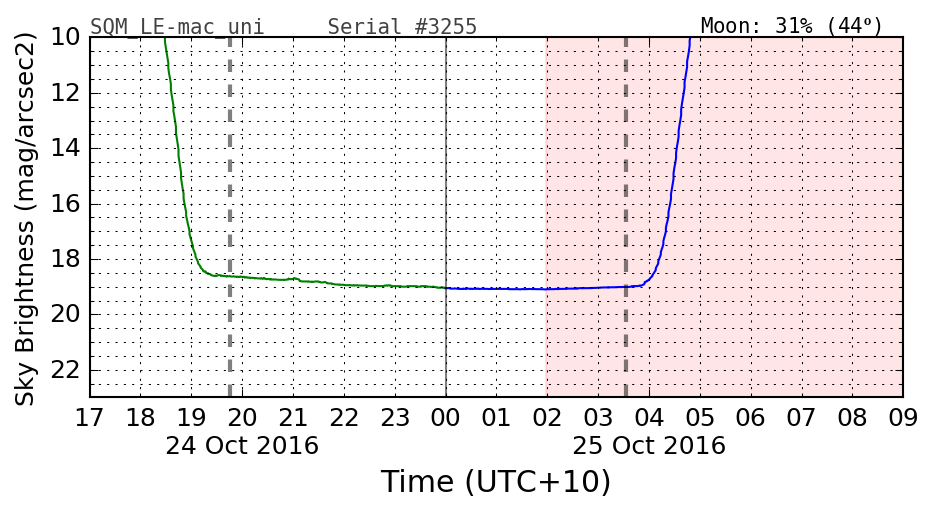 SQM_LE-mac_uni Serial #3255 Moon: 31% (44°)
Sky Brightness (mag/arcsec2)
10
12
14
16
18
20
22
17 18 19 20 21 22 23 00 01 02 03 04 05 06 07 08 09
24 Oct 2016 25 Oct 2016
Time (UTC+10)